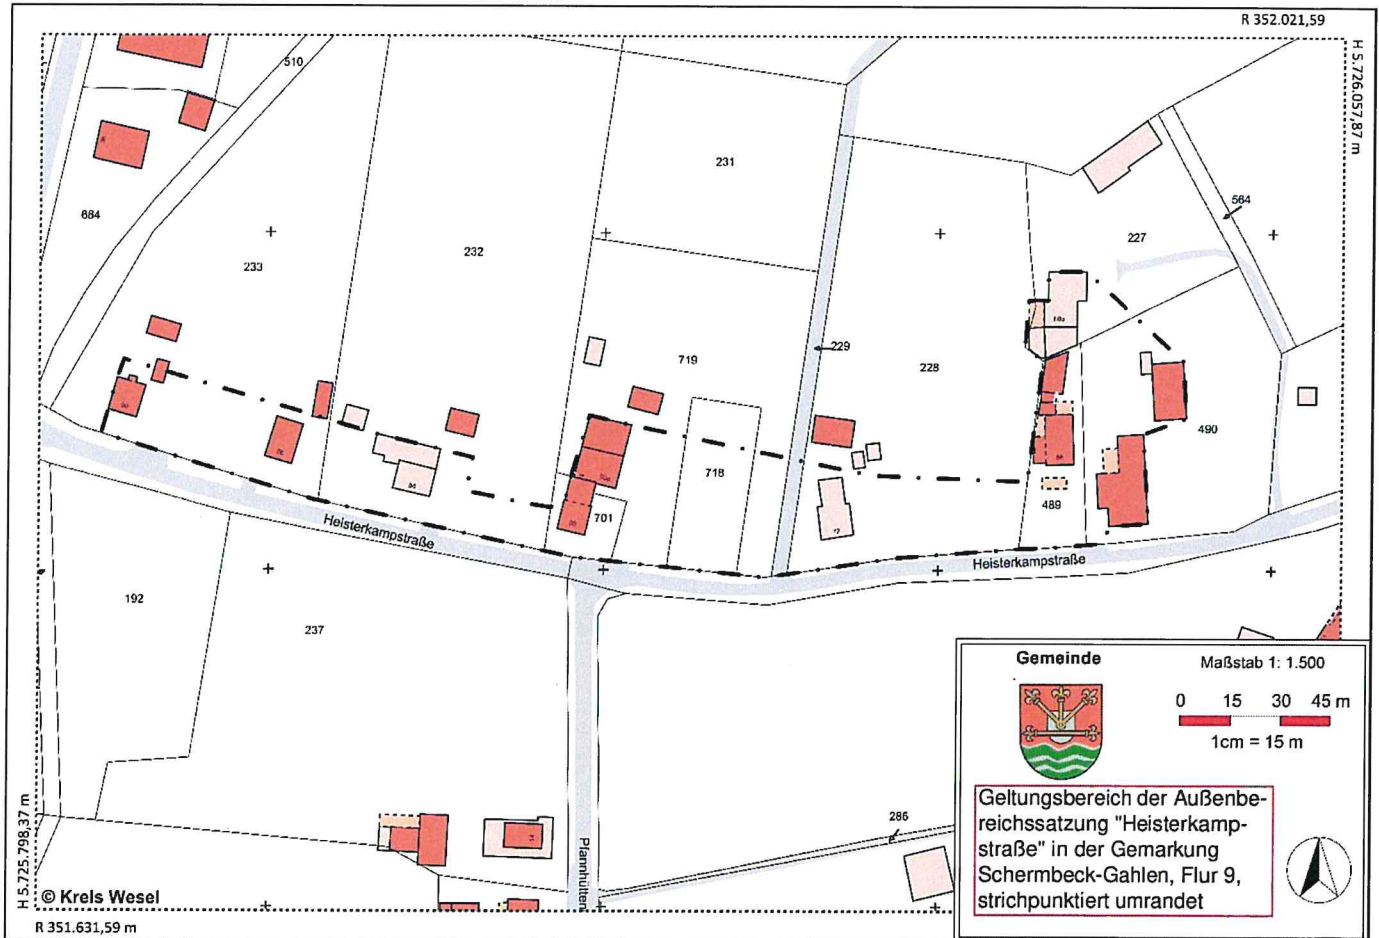 R 352.021,59
H 5.726.057,87 m
510
231
684
564
227
232
233
719
229
228
490
718
489
701
Heisterkampstraße
Heisterkampstraße
192
237
Gemeinde
Maßstab 1: 1.500
0 15 30 45 m
1cm = 15 m
Geltungsbereich der Außenbe-
reichssatzung "Heisterkamp-
straße" in der Gemarkung
Schermbeck-Gahlen, Flur 9,
strichpunktiert umrandet
286
Pfannhütten
H 5.725.798,37 m
© Kreis Wesel
R 351.631,59 m